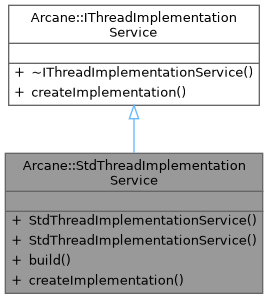 Arcane::IThreadImplementation
Service
+ ~IThreadImplementationService()
+ createImplementation()
Arcane::StdThreadImplementation
Service
+ StdThreadImplementationService()
+ StdThreadImplementationService()
+ build()
+ createImplementation()